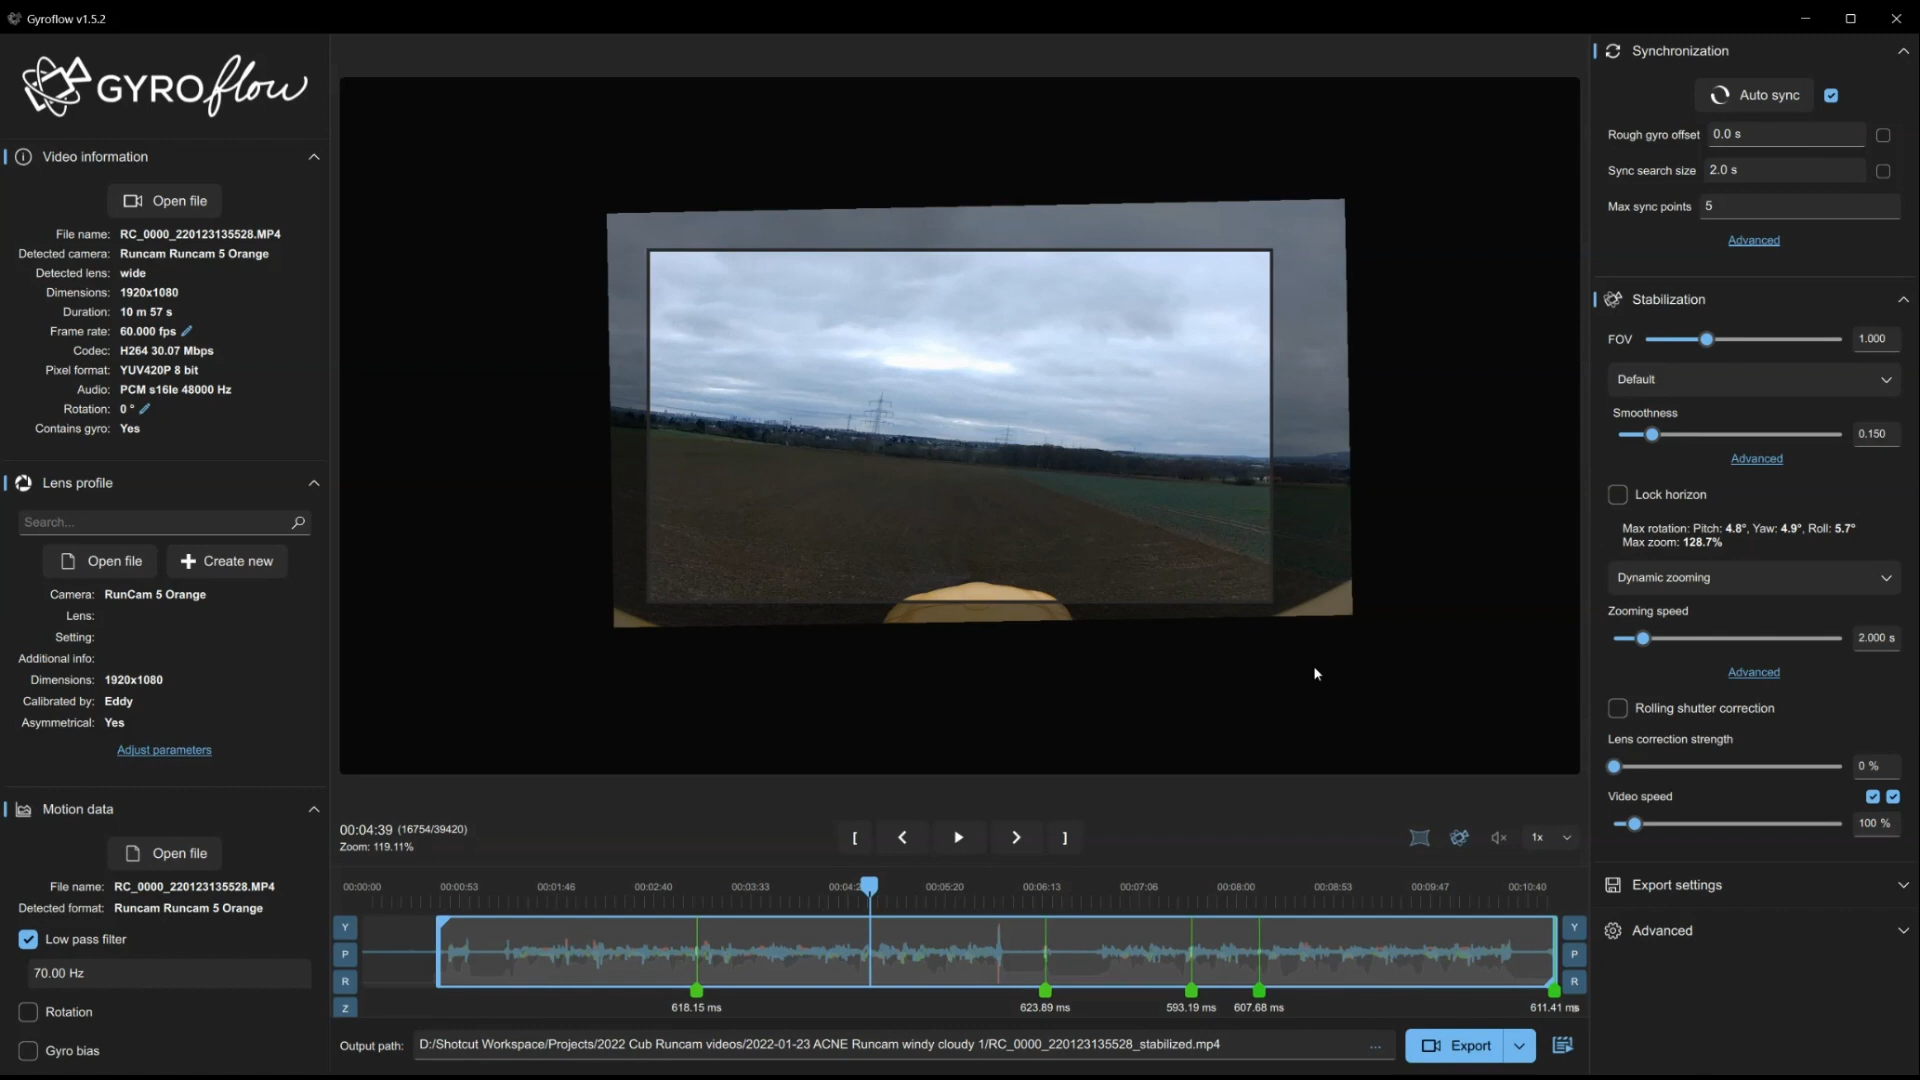 Gyroflow v1.5.2
GYROflow
Video information
Open file
File name: RC_0000_220123135528.MP4
Detected camera: Runcam Runcam 5 Orange
Detected lens: wide
Dimensions: 1920x1080
Duration: 10 m 57 s
Frame rate: 60.000 fps
Codec: H264 30.07 Mbps
Pixel format: YUV420P 8 bit
Audio: PCM s16le 48000 Hz
Rotation: 0 °
Contains gyro: Yes
Lens profile
Search...
Open file
Create new
Camera: RunCam 5 Orange
Lens:
Setting:
Additional info:
Dimensions: 1920x1080
Calibrated by: Eddy
Asymmetrical: Yes
Adjust parameters
Motion data
Open file
File name: RC_0000_220123135528.MP4
Detected format: Runcam Runcam 5 Orange
Low pass filter
70.00 Hz
Rotation
Gyro bias
00:04:39 (16754/39420)
Zoom: 119.11%
[
]
1x
00:00:00 00:00:53 00:01:46 00:02:40 00:03:33 00:05:20 00:06:13 00:07:06 00:08:00 00:08:53 00:09:47 00:10:40
Y
P
R
Z
Y
P
R
618.15 ms 623.89 ms 593.19 ms 607.68 ms 611.41 ms
Output path: D:/Shotcut Workspace/Projects/2022 Cub Runcam videos/2022-01-23 ACNE Runcam windy cloudy 1/RC_0000_220123135528_stabilized.mp4 ...
Export
Synchronization
Auto sync
Rough gyro offset 0.0 s
Sync search size 2.0 s
Max sync points 5
Advanced
Stabilization
FOV 1.000
Default
Smoothness
0.150
Advanced
Lock horizon
Max rotation: Pitch: 4.8°, Yaw: 4.9°, Roll: 5.7°
Max zoom: 128.7%
Dynamic zooming
Zooming speed
2.000 s
Advanced
Rolling shutter correction
Lens correction strength
0 %
Video speed
100 %
Export settings
Advanced